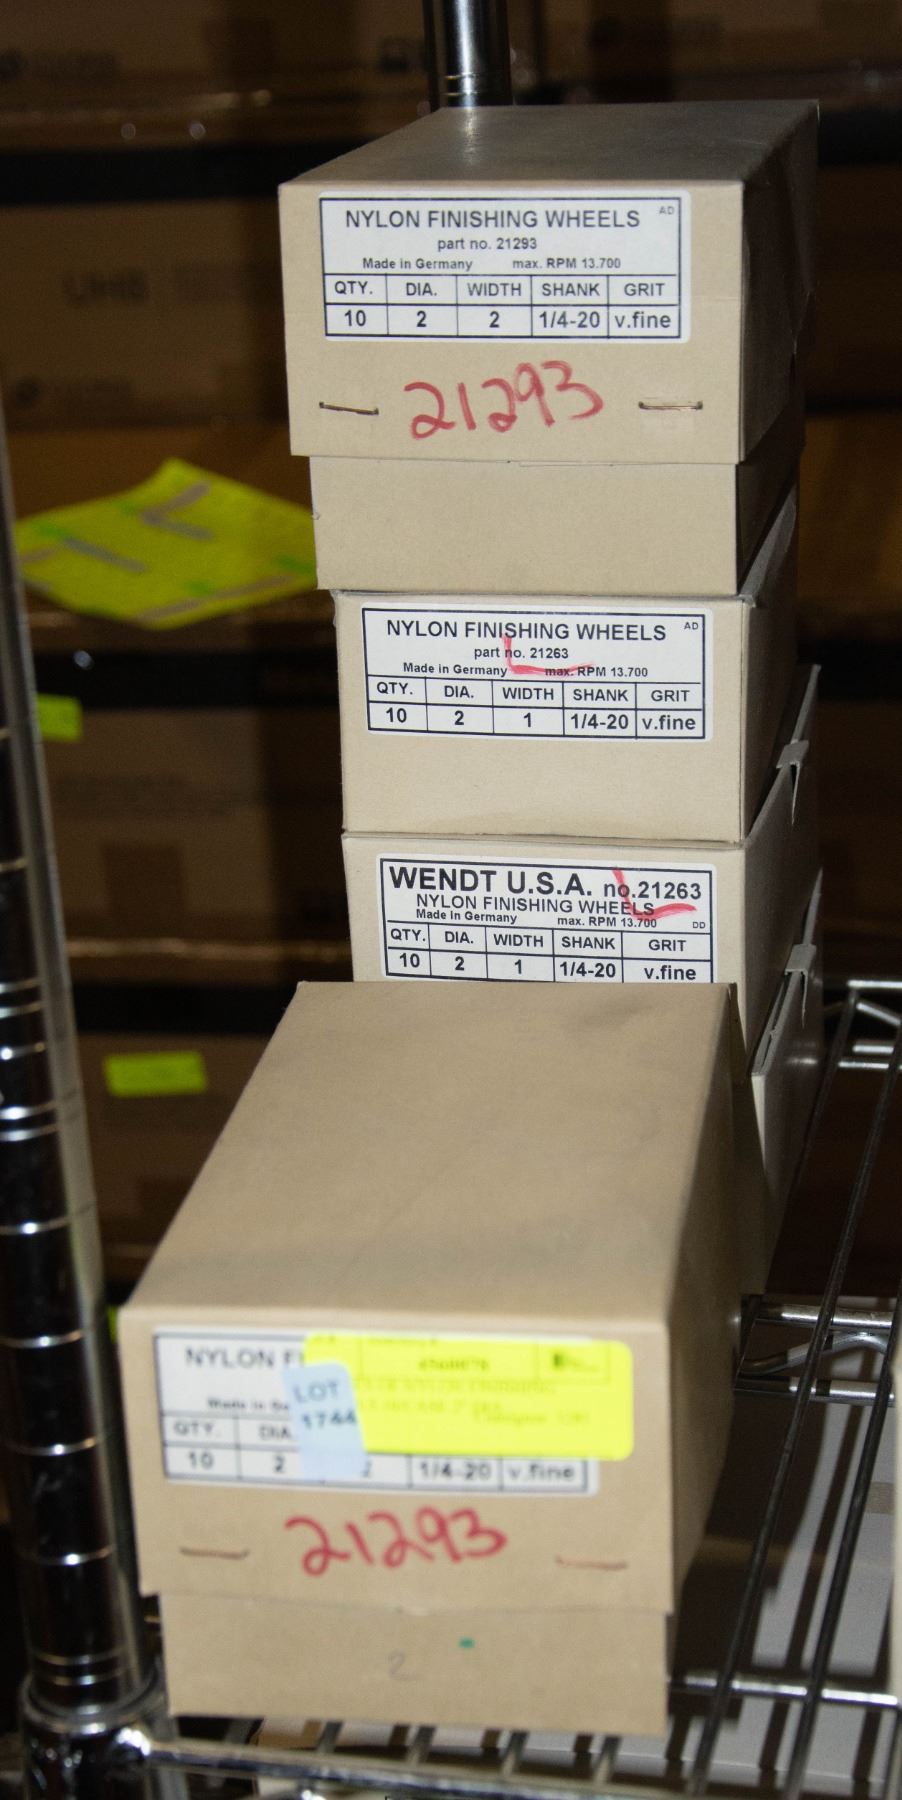 NYLON FINISHING WHEELS AD
part no. 21293
Made in Germany max. RPM 13.700
QTY. DIA. WIDTH SHANK GRIT
10 2 2 1/4-20 v.fine
21293
NYLON FINISHING WHEELS AD
part no. 21263
Made in Germany max. RPM 13.700
QTY. DIA. WIDTH SHANK GRIT
10 2 1 1/4-20 v.fine
WENDT U.S.A. no.21263
NYLON FINISHING WHEELS
Made in Germany max. RPM 13.700 DD
QTY. DIA. WIDTH SHANK GRIT
10 2 1 1/4-20 v.fine
NYLON
LOT
1744
Made in
QTY. DIA.
10 2 2 1/4-20 v.fine
21293
2